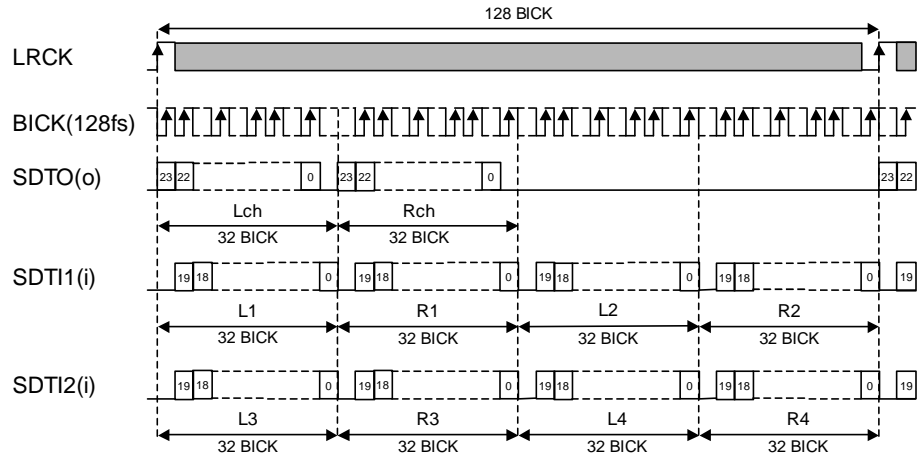 128 BICK
LRCK
BICK(128fs)
SDTO(o)
23 22 0 23 22 0 23 22
Lch Rch
32 BICK 32 BICK
SDTI1(i)
19 18 0 19 18 0 19 18 0 19 18 0 19
L1 R1 L2 R2
32 BICK 32 BICK 32 BICK 32 BICK
SDTI2(i)
19 18 0 19 18 0 19 18 0 19 18 0 19
L3 R3 L4 R4
32 BICK 32 BICK 32 BICK 32 BICK